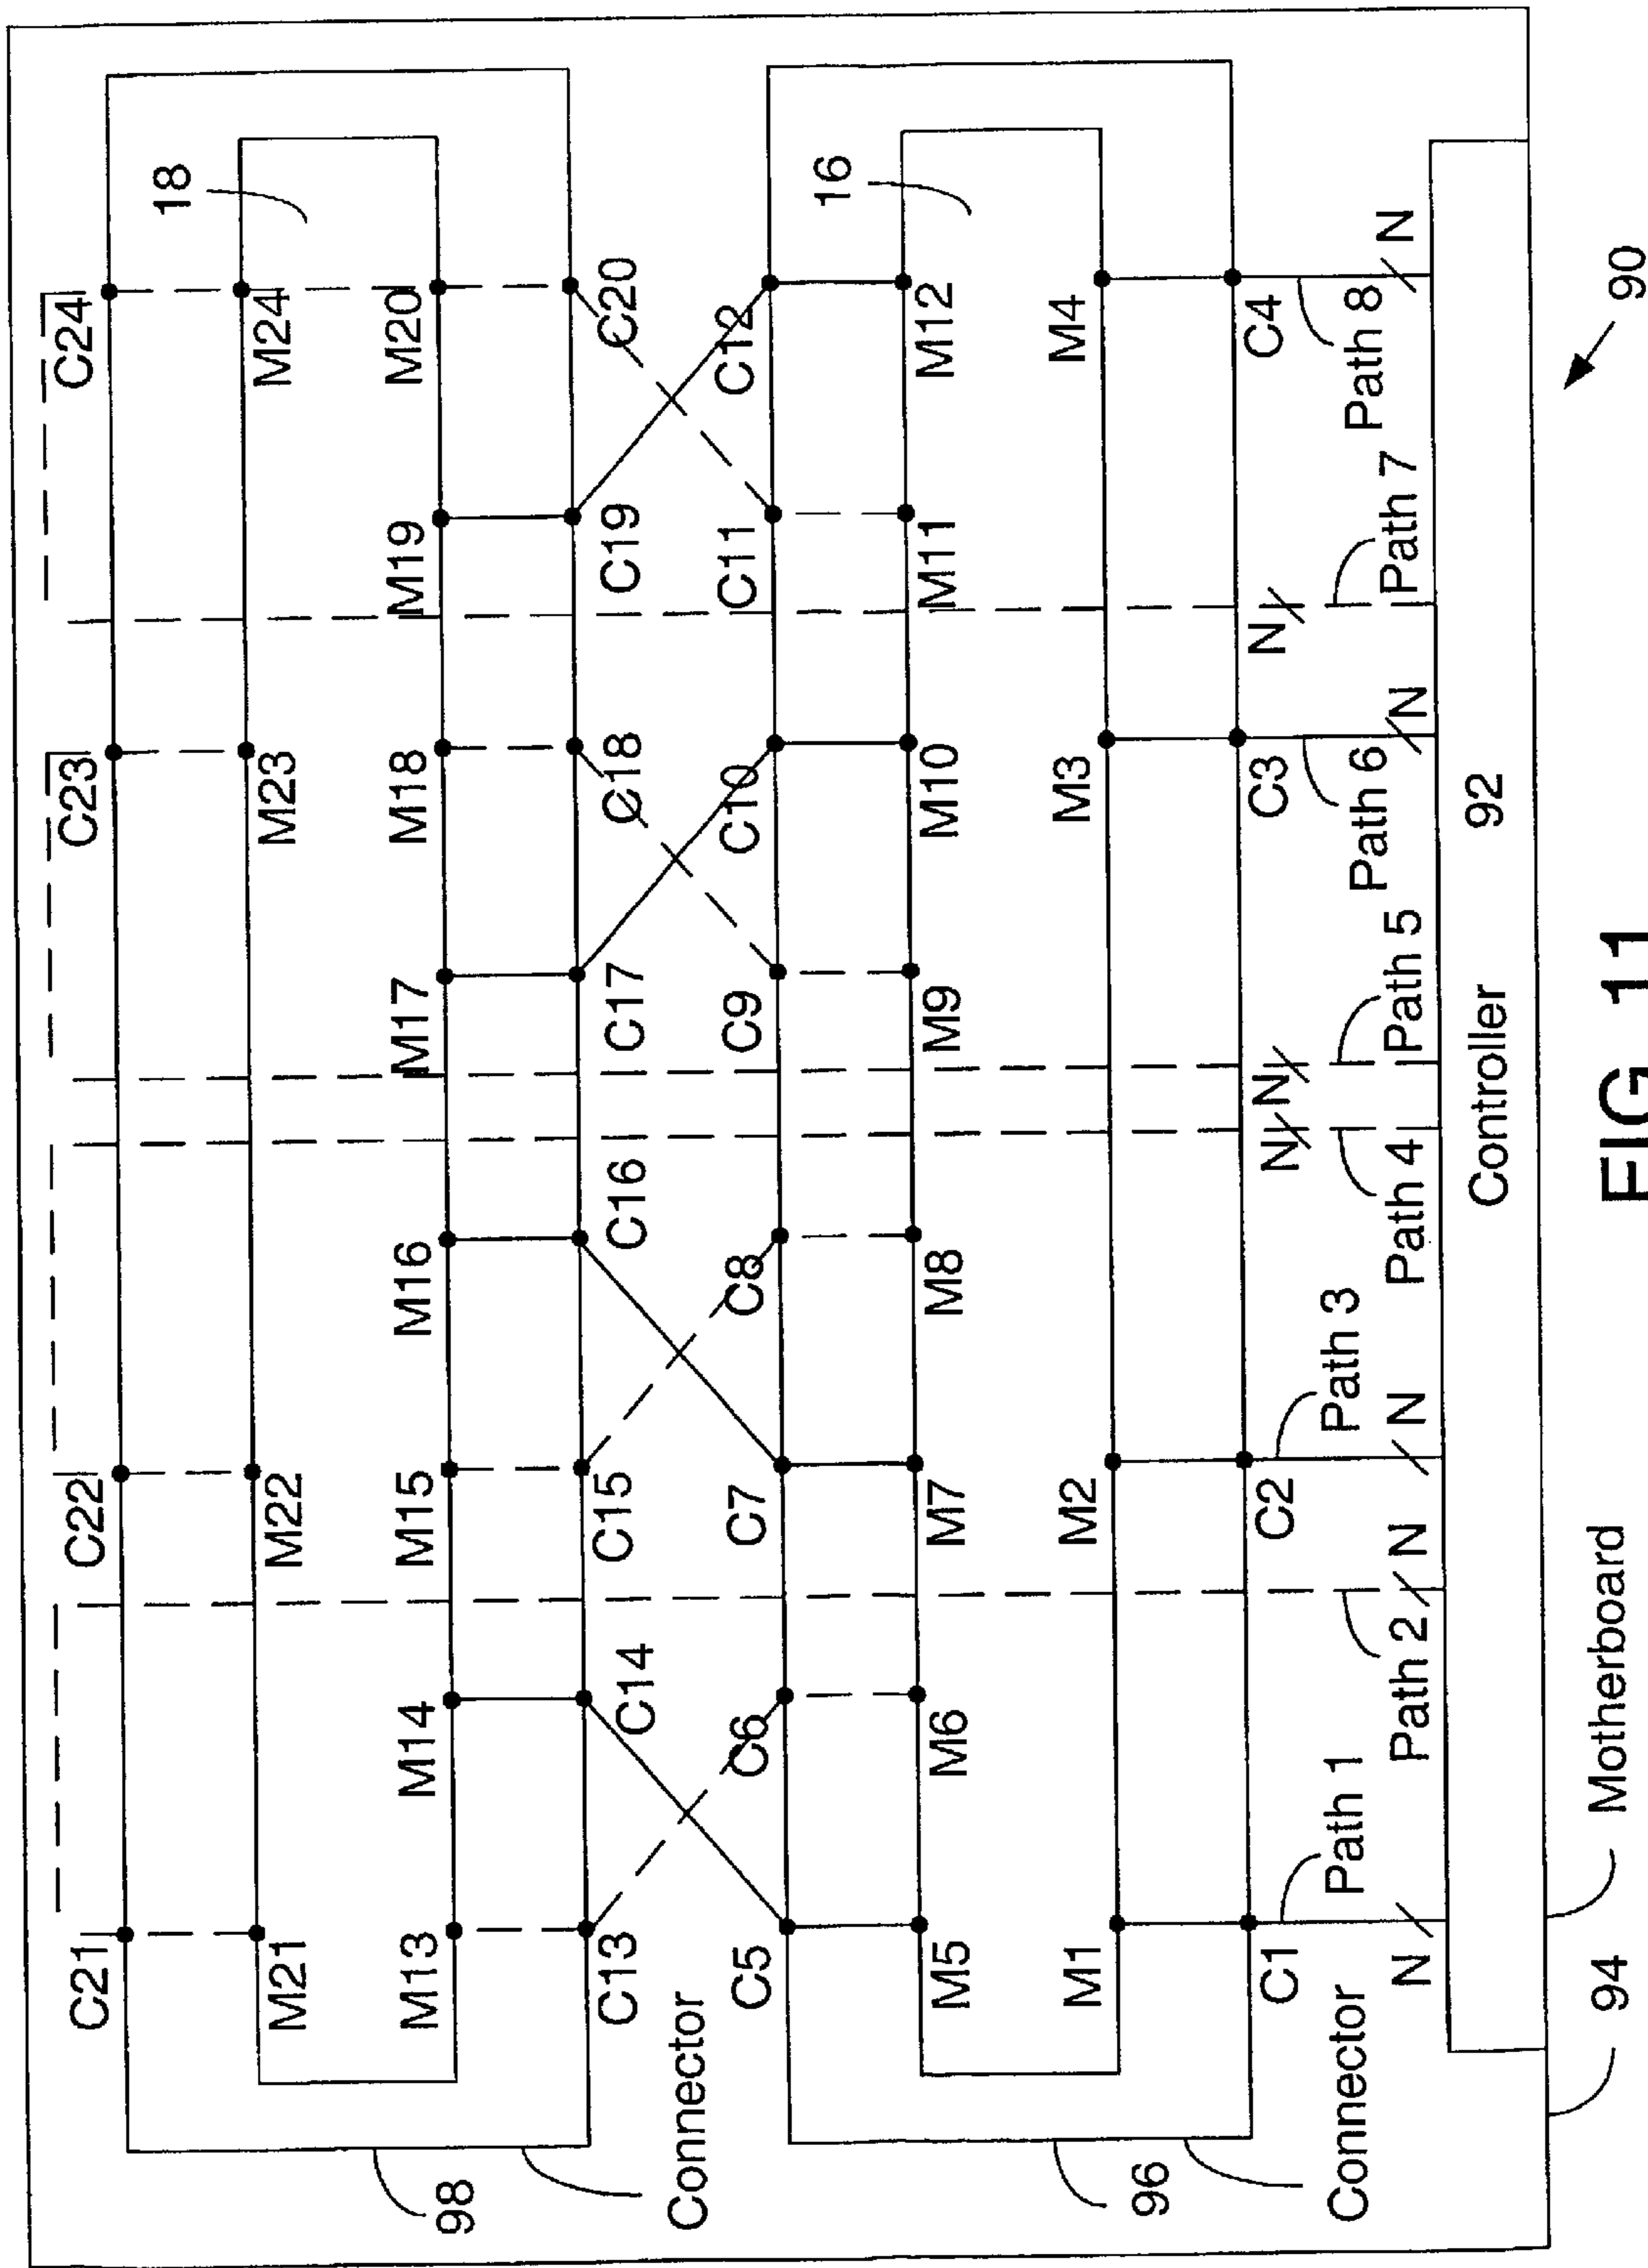 C21
C22
C23
C24
M21
M22
M23
M24
18
M13
M14
M15
M16
M17
M18
M19
M20
C13
C14
C15
C16
C17
C18
C19
C20
98
Connector
C5
C6
C7
C8
C9
C10
C11
C12
M5
M6
M7
M8
M9
M10
M11
M12
16
M1
M2
M3
M4
C1
C2
C3
C4
96
Connector
N
Path 1
Path 2
N
N
Path 3
N
Path 4
N
Path 5
Path 6
N
N
Path 7
Path 8
N
Controller
92
94
Motherboard
90
FIG 11